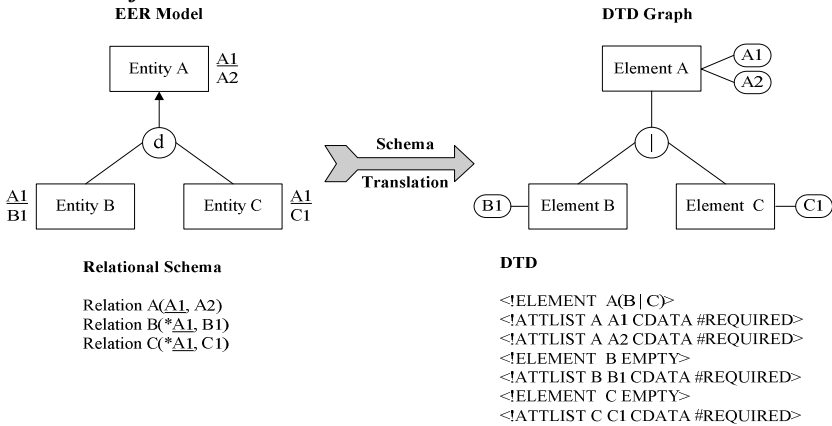 EER Model
DTD Graph
Entity A
A1
A2
d
Entity B
A1
B1
Entity C
A1
C1
Schema
Translation
Element A
A1
A2
|
B1
Element B
Element C
C1
Relational Schema
Relation A(A1, A2)
Relation B(*A1, B1)
Relation C(*A1, C1)
DTD
<!ELEMENT A(B | C)>
<!ATTLIST A A1 CDATA #REQUIRED>
<!ATTLIST A A2 CDATA #REQUIRED>
<!ELEMENT B EMPTY>
<!ATTLIST B B1 CDATA #REQUIRED>
<!ELEMENT C EMPTY>
<!ATTLIST C C1 CDATA #REQUIRED>